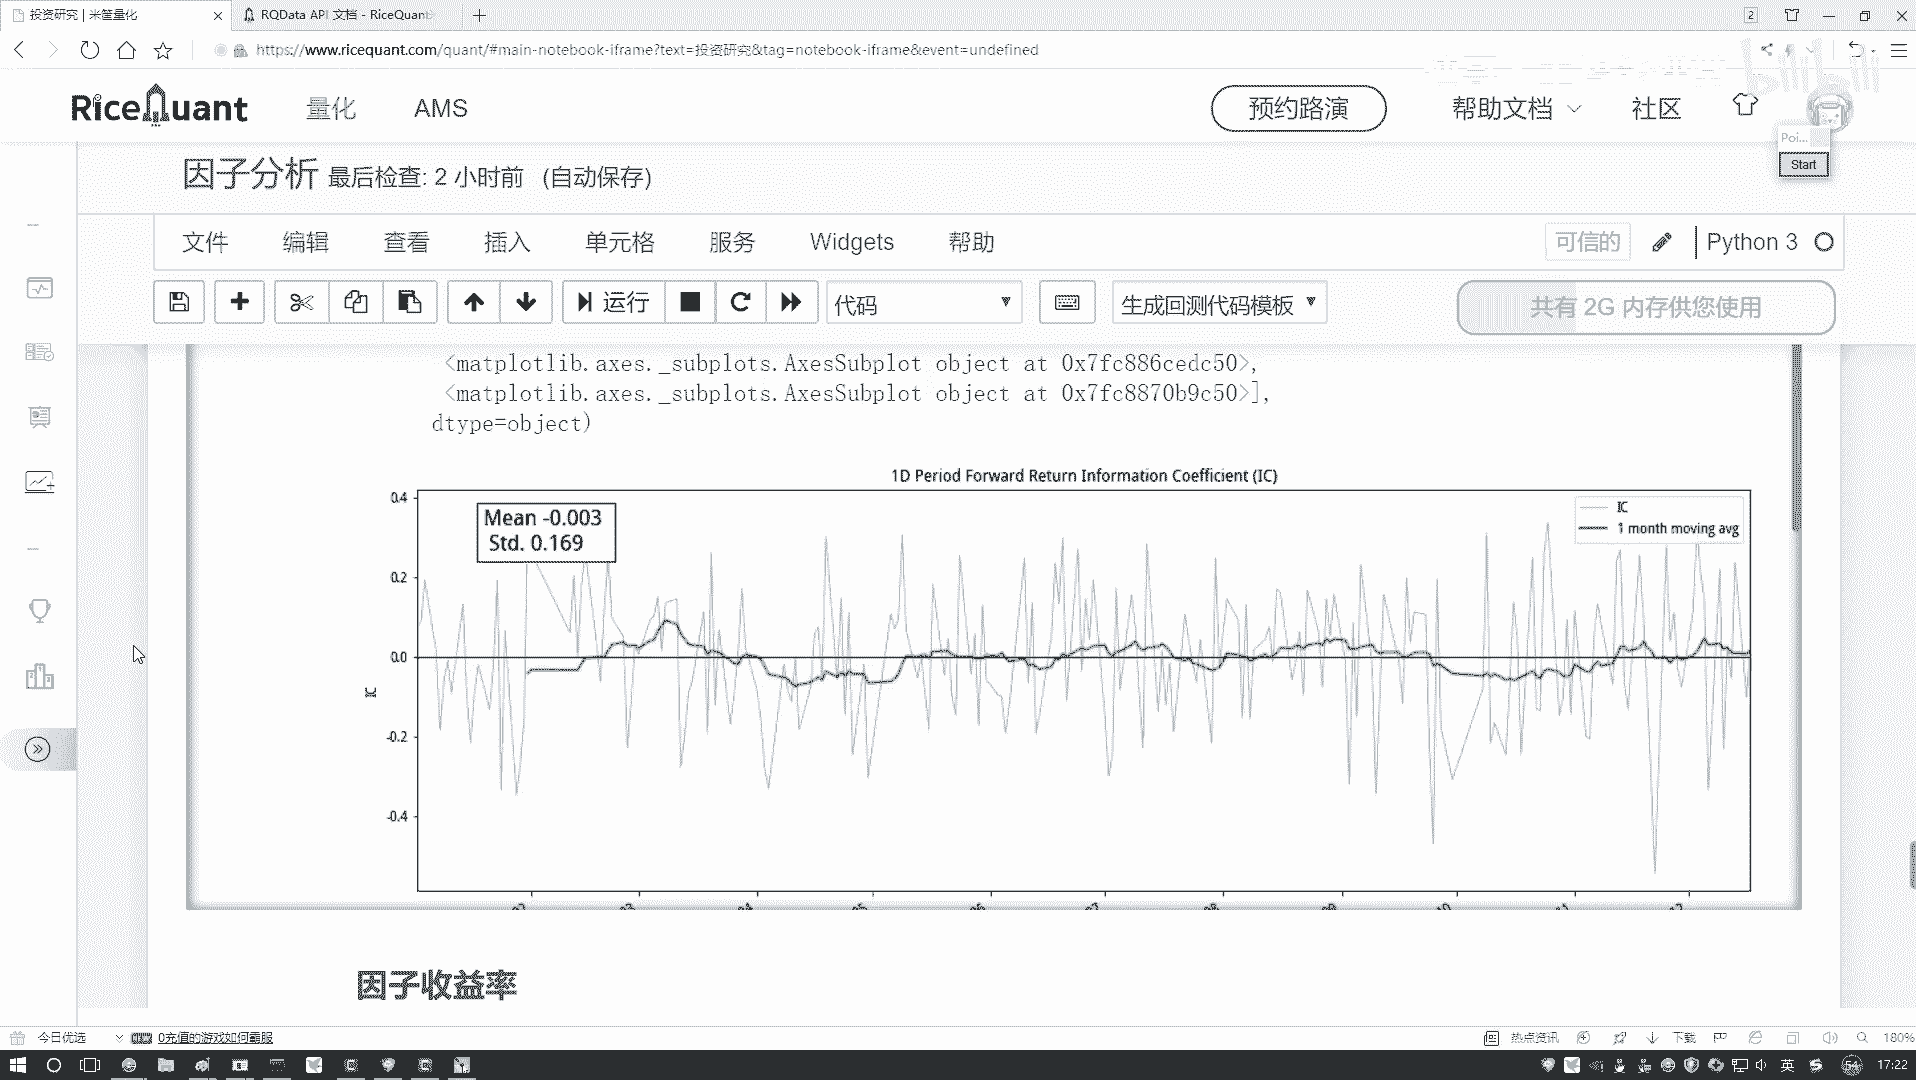 投资研究 | 米筐量化
RQData API 文档 - RiceQuant
2
https://www.ricequant.com/quant/#main-notebook-iframe?text=投资研究&tag=notebook-iframe&event=undefined
bilibili
RiceQuant
量化
AMS
预约路演
帮助文档
社区
Poi...
Start
因子分析 最后检查: 2 小时前 (自动保存)
文件 编辑 查看 插入 单元格 服务 Widgets 帮助
可信的
Python 3
运行
代码
生成回测代码模板
共有 2G 内存供您使用
<matplotlib.axes._subplots.AxesSubplot object at 0x7fc886cedc50>,
<matplotlib.axes._subplots.AxesSubplot object at 0x7fc8870b9c50>],
dtype=object)
1D Period Forward Return Information Coefficient (IC)
0.4
Mean -0.003
Std. 0.169
IC
1 month moving avg
0.2
0.0
IC
-0.2
-0.4
因子收益率
今日优选
0充值的游戏如何霸服
热点资讯
下载
180%
英
54
17:22